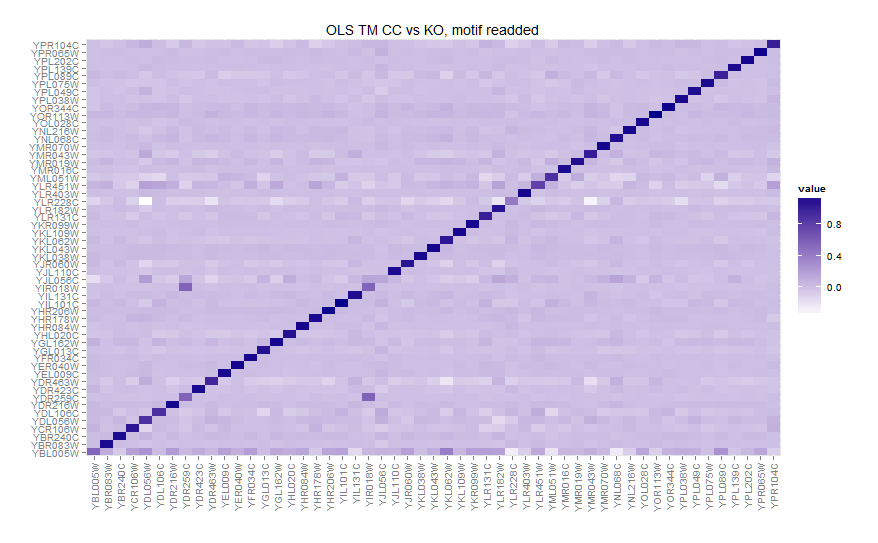 OLS TM CC vs KO, motif readded
YPR104C
YPR065W
YPL202C
YPL139C
YPL089C
YPL075W
YPL049C
YPL038W
YOR344C
YOR113W
YOL028C
YNL216W
YNL068C
YMR070W
YMR043W
YMR019W
YMR016C
YML051W
YLR451W
YLR403W
YLR228C
YLR182W
YLR131C
YKR099W
YKL109W
YKL062W
YKL043W
YKL038W
YJR060W
YJL110C
YJL056C
YIR018W
YIL131C
YIL101C
YHR206W
YHR178W
YHR084W
YHL020C
YGL162W
YGL013C
YFR034C
YER040W
YEL009C
YDR463W
YDR423C
YDR259C
YDR216W
YDL106C
YDL056W
YCR106W
YBR240C
YBR083W
YBL005W
YBL005W
YBR083W
YBR240C
YCR106W
YDL056W
YDL106C
YDR216W
YDR259C
YDR423C
YDR463W
YEL009C
YER040W
YFR034C
YGL013C
YGL162W
YHL020C
YHR084W
YHR178W
YHR206W
YIL101C
YIL131C
YIR018W
YJL056C
YJL110C
YJR060W
YKL038W
YKL043W
YKL062W
YKL109W
YKR099W
YLR131C
YLR182W
YLR228C
YLR403W
YLR451W
YML051W
YMR016C
YMR019W
YMR043W
YMR070W
YNL068C
YNL216W
YOL028C
YOR113W
YOR344C
YPL038W
YPL049C
YPL075W
YPL089C
YPL139C
YPL202C
YPR065W
YPR104C
value
0.8
0.4
0.0